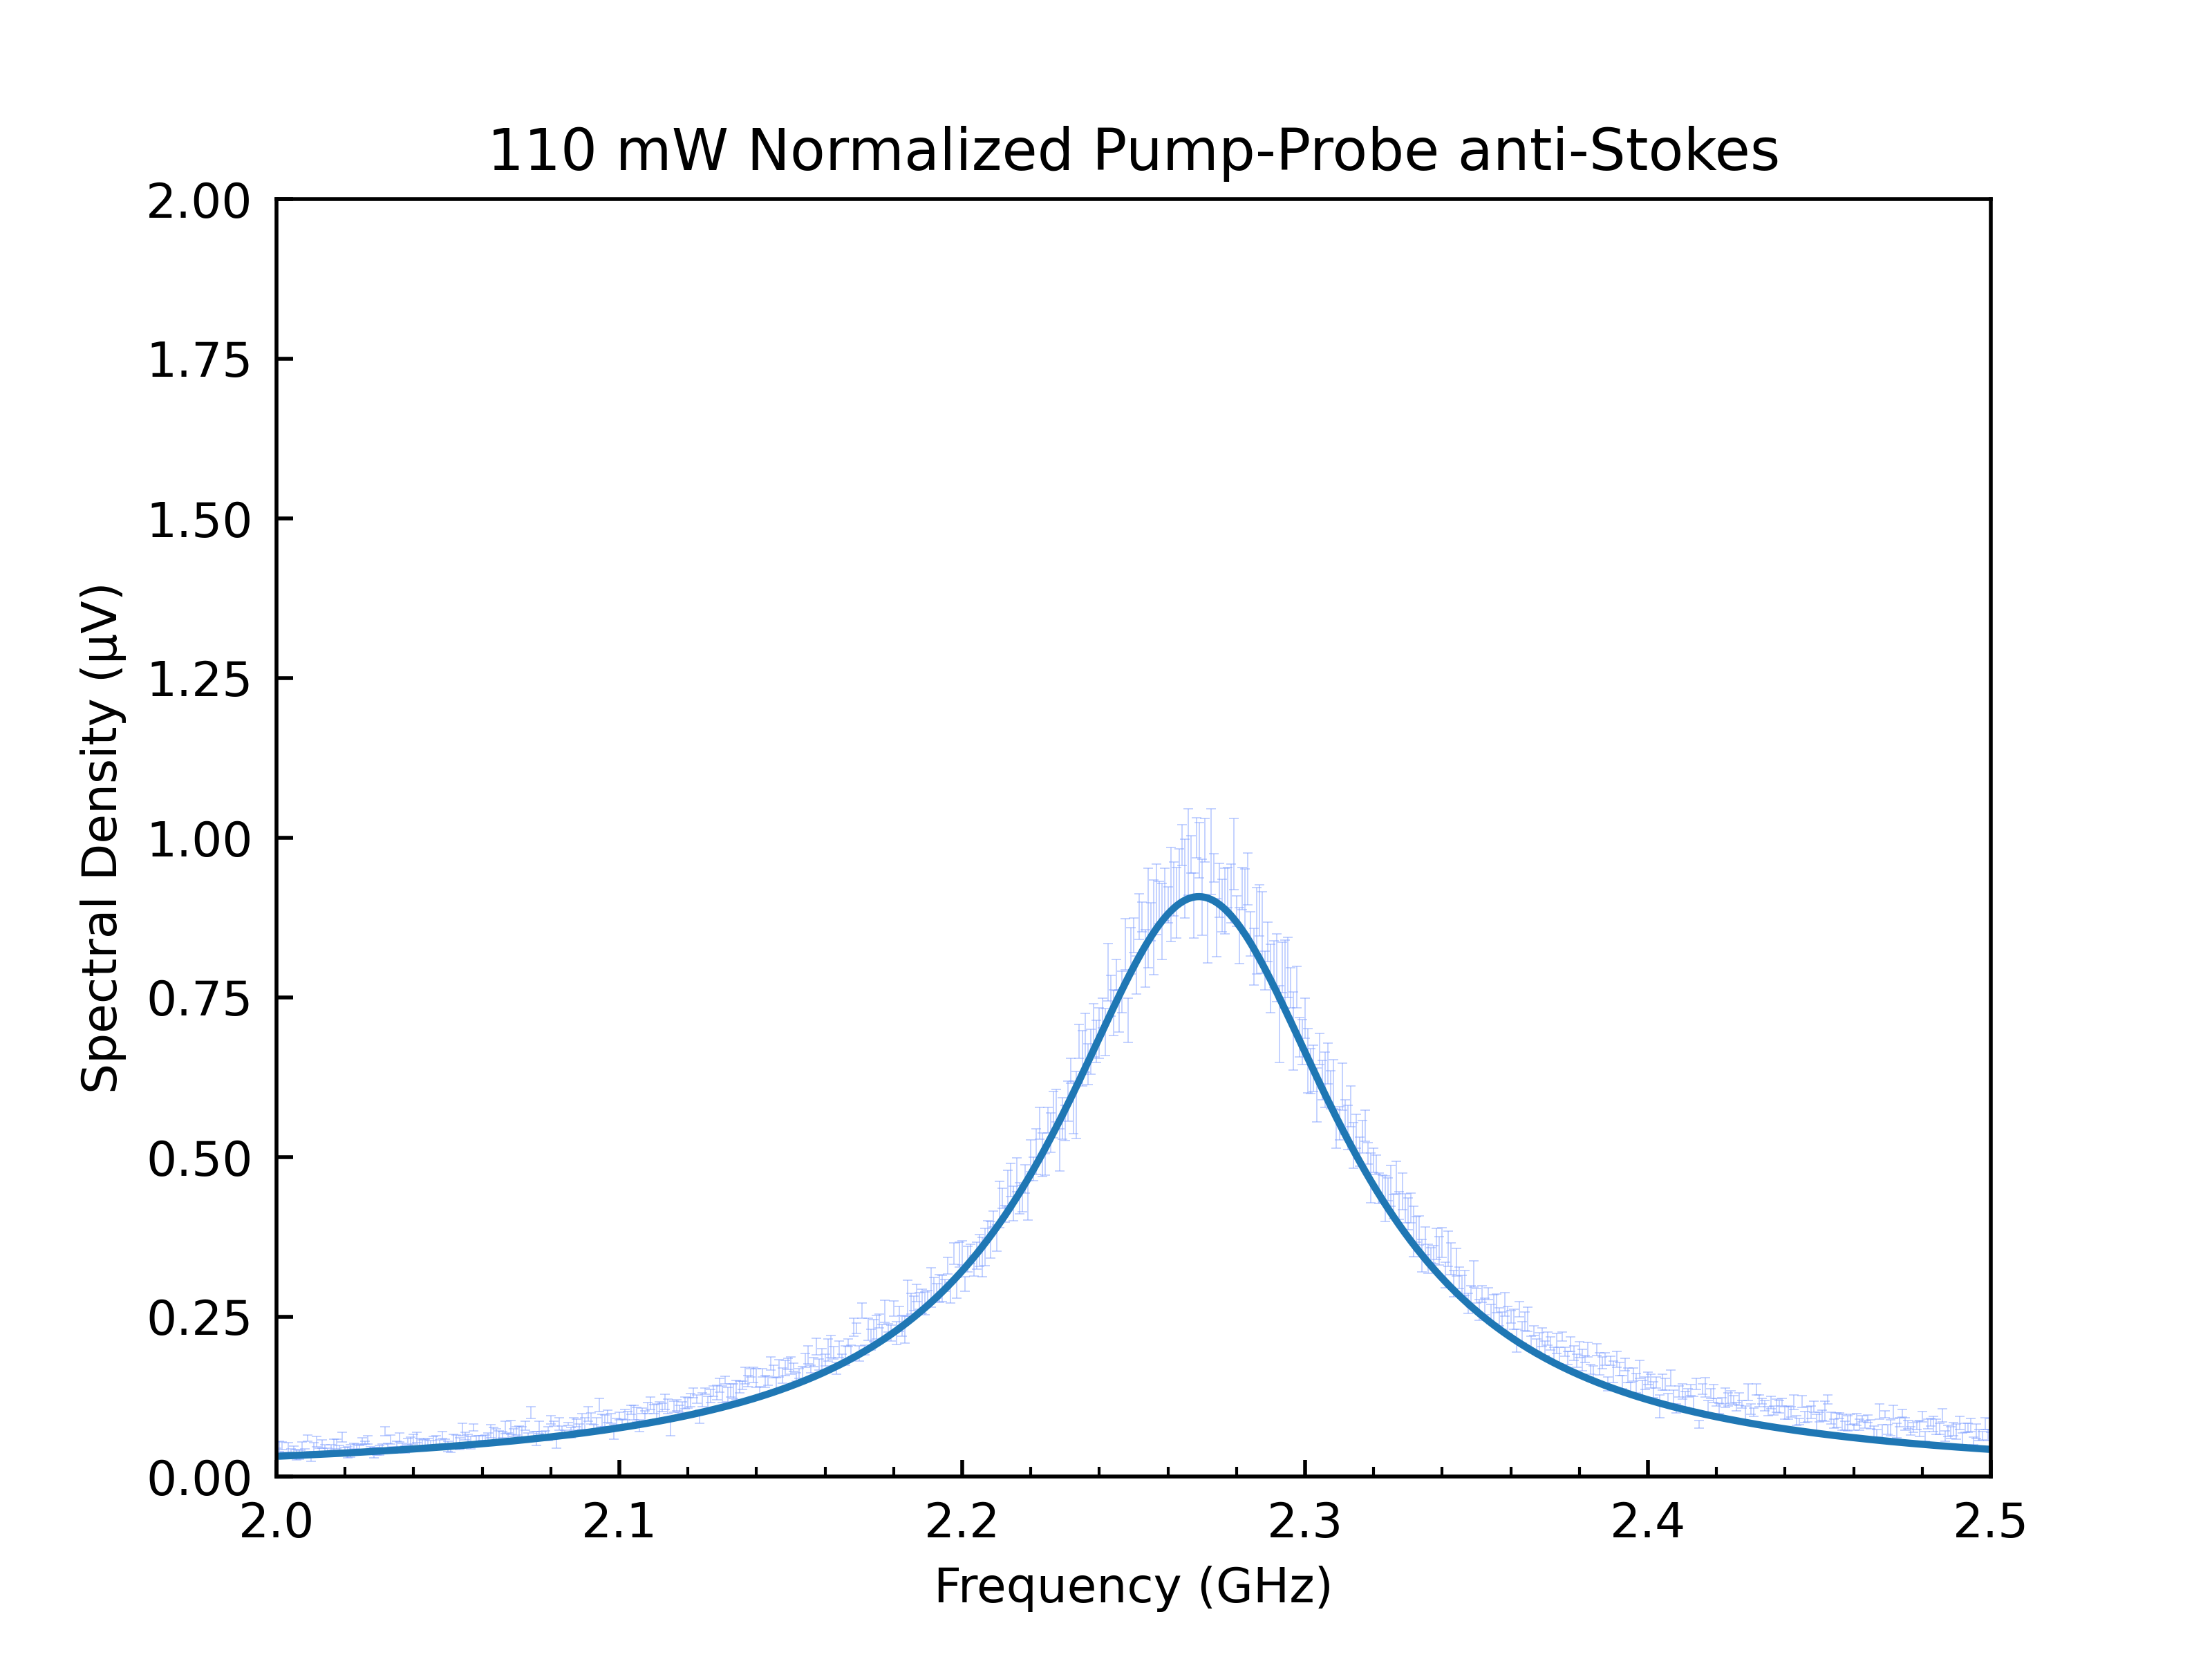 110 mW Normalized Pump-Probe anti-Stokes
2.00
1.75
1.50
1.25
1.00
0.75
0.50
0.25
0.00
Spectral Density (µV)
2.0 2.1 2.2 2.3 2.4 2.5
Frequency (GHz)